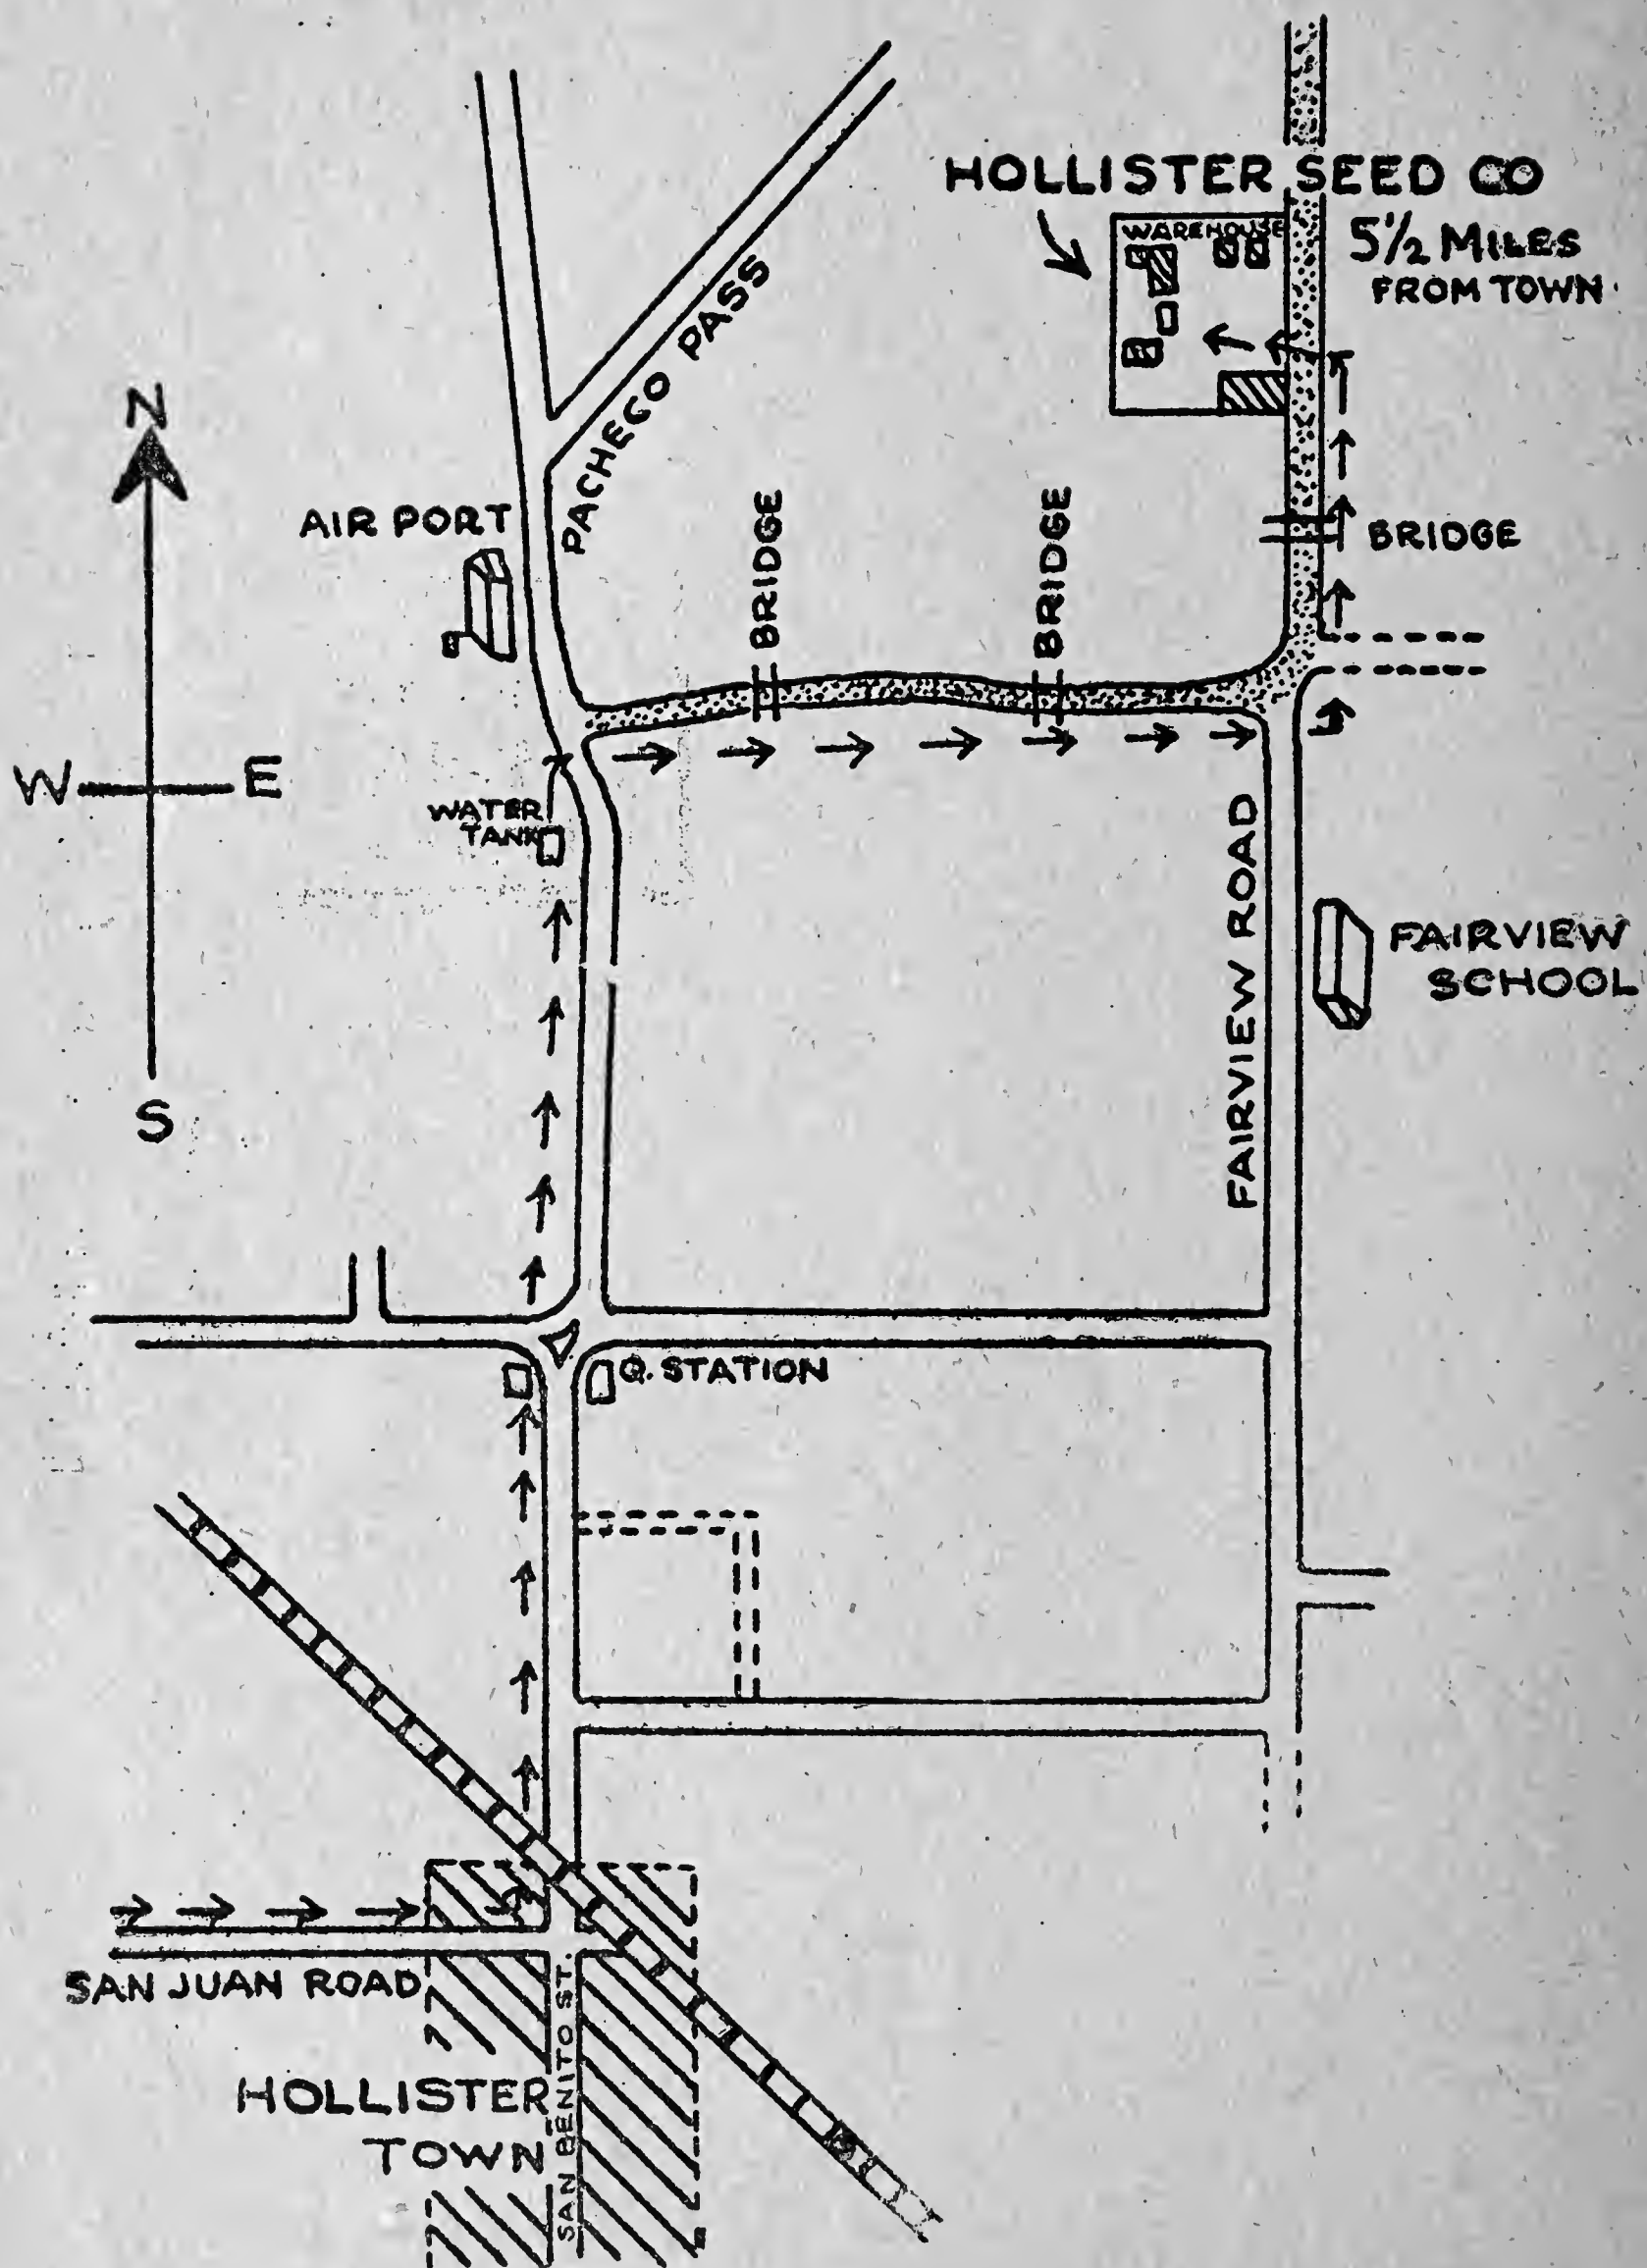 HOLLISTER SEED CO
WAREHOUSE
5½ MILES
FROM TOWN
PACHECO PASS
N
AIR PORT
BRIDGE
BRIDGE
BRIDGE
W
E
WATER
TANK
FAIRVIEW ROAD
FAIRVIEW
SCHOOL
S
Q. STATION
SAN JUAN ROAD
SAN BENITO ST.
HOLLISTER
TOWN